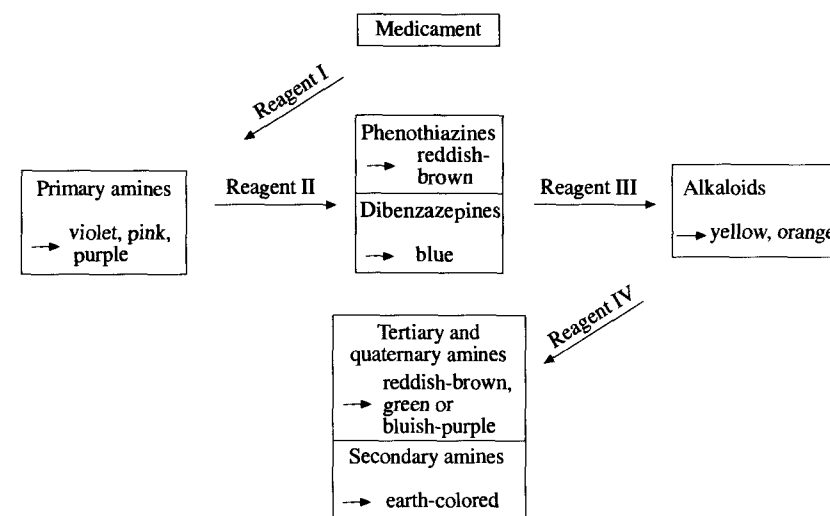 Medicament
Reagent I
Primary amines
→ violet, pink,
purple
Reagent II
Phenothiazines
→ reddish-
brown
Dibenzazepines
→ blue
Reagent III
Alkaloids
→ yellow, orange
Reagent IV
Tertiary and
quaternary amines
reddish-brown,
→ green or
bluish-purple
Secondary amines
→ earth-colored